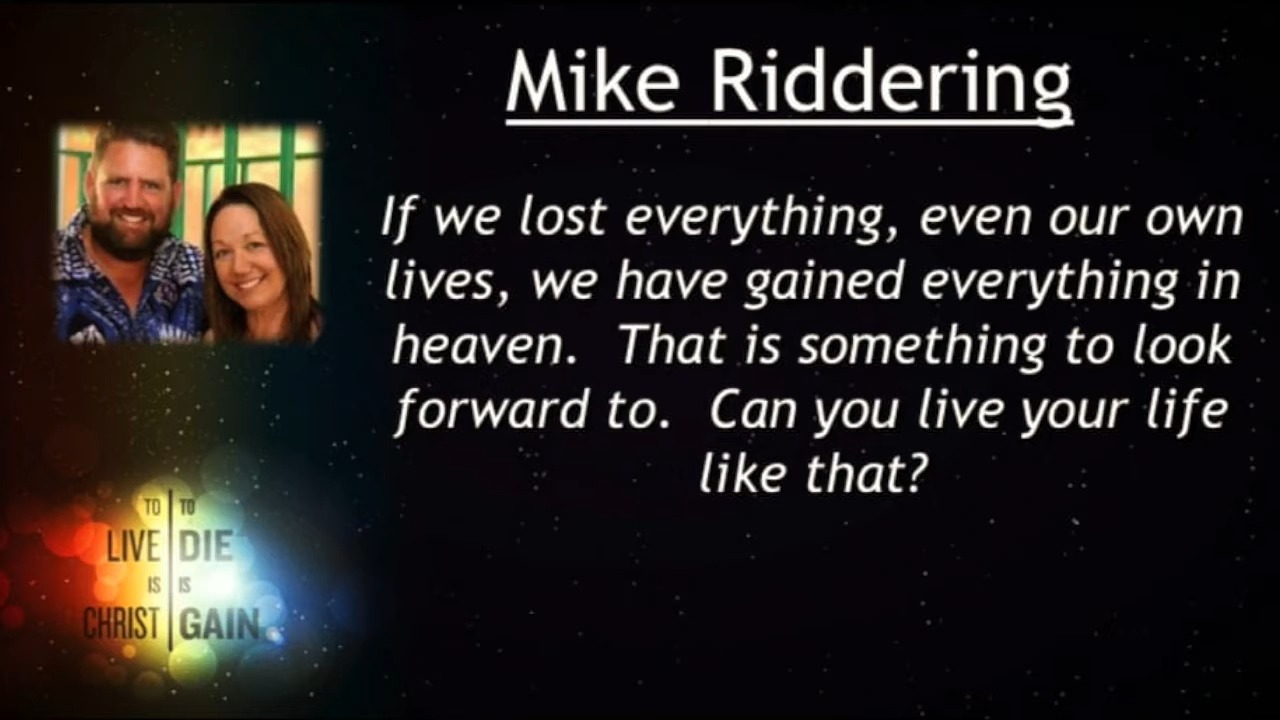 Mike Riddering
If we lost everything, even our own
lives, we have gained everything in
heaven. That is something to look
forward to. Can you live your life
like that?
TO TO
LIVE DIE
IS IS
CHRIST GAIN